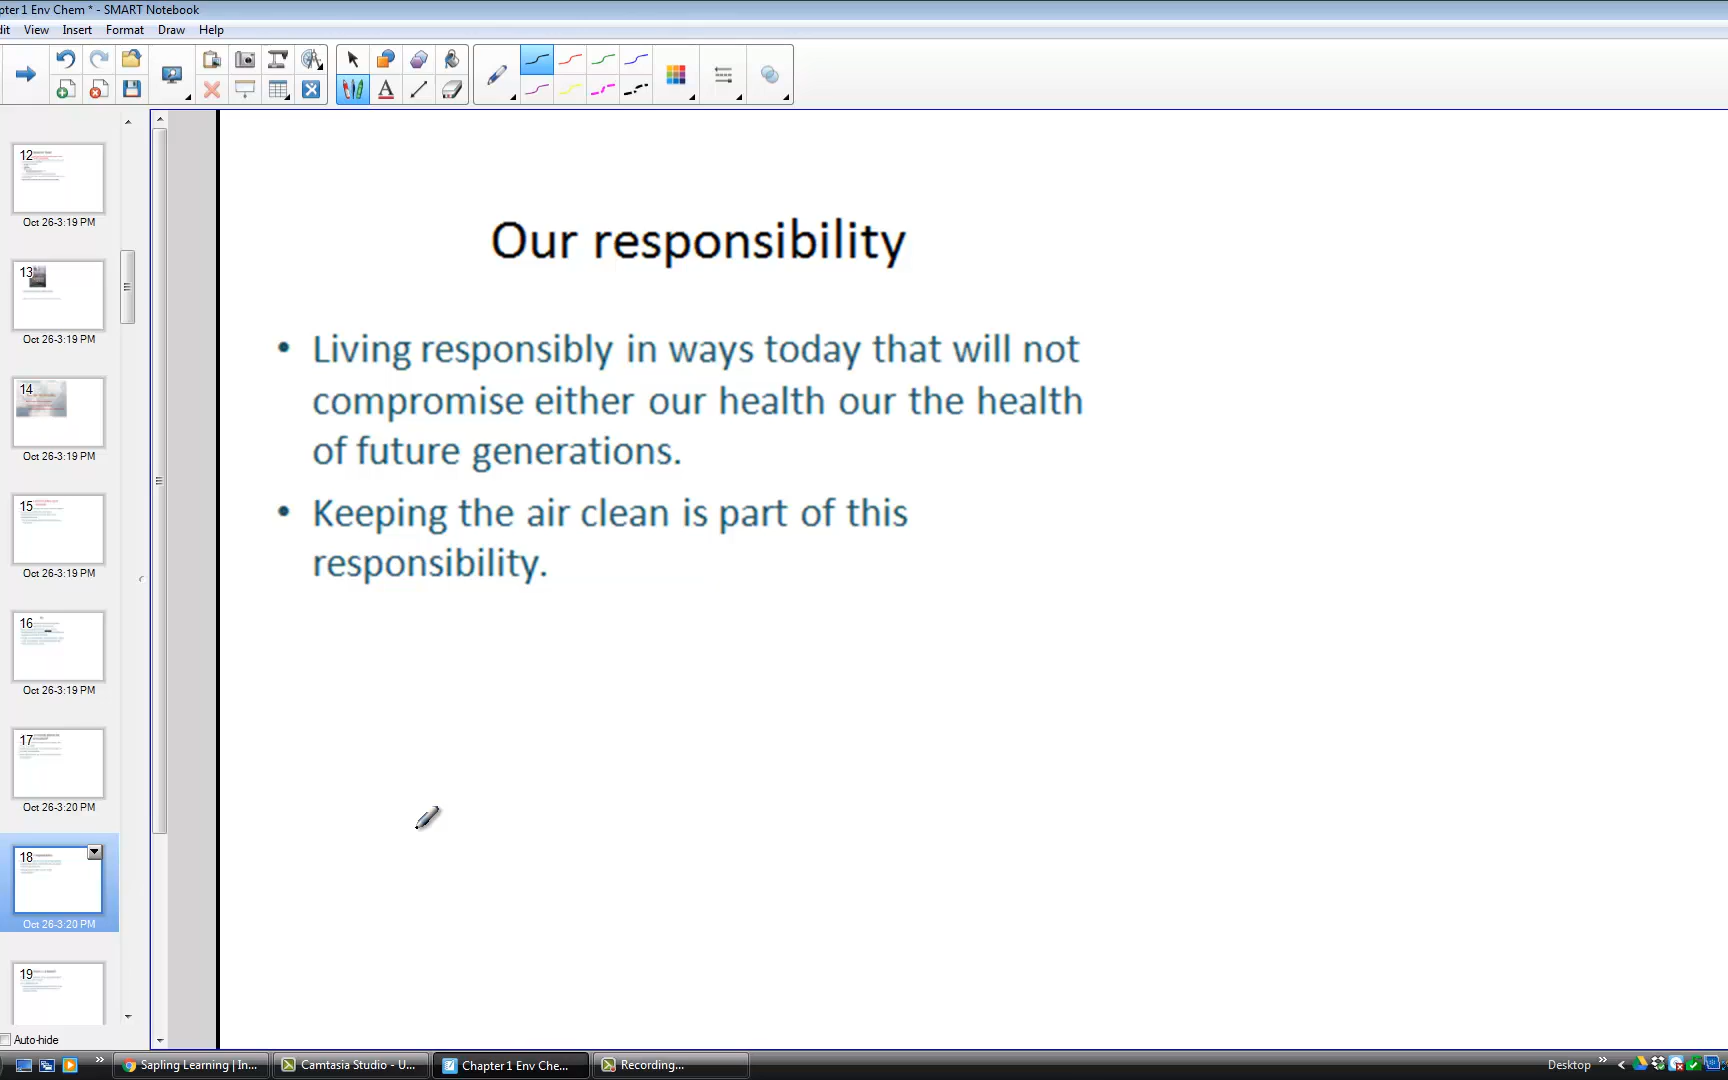 pter 1 Env Chem * - SMART Notebook
dit View Insert Format Draw Help
12
Oct 26-3:19 PM
13
Oct 26-3:19 PM
14
Oct 26-3:19 PM
15
Oct 26-3:19 PM
16
Oct 26-3:19 PM
17
Oct 26-3:20 PM
18
Oct 26-3:20 PM
19
Auto-hide
Our responsibility
• Living responsibly in ways today that will not
compromise either our health our the health
of future generations.
• Keeping the air clean is part of this
responsibility.
Sapling Learning | In... Camtasia Studio - U... Chapter 1 Env Che... Recording... Desktop